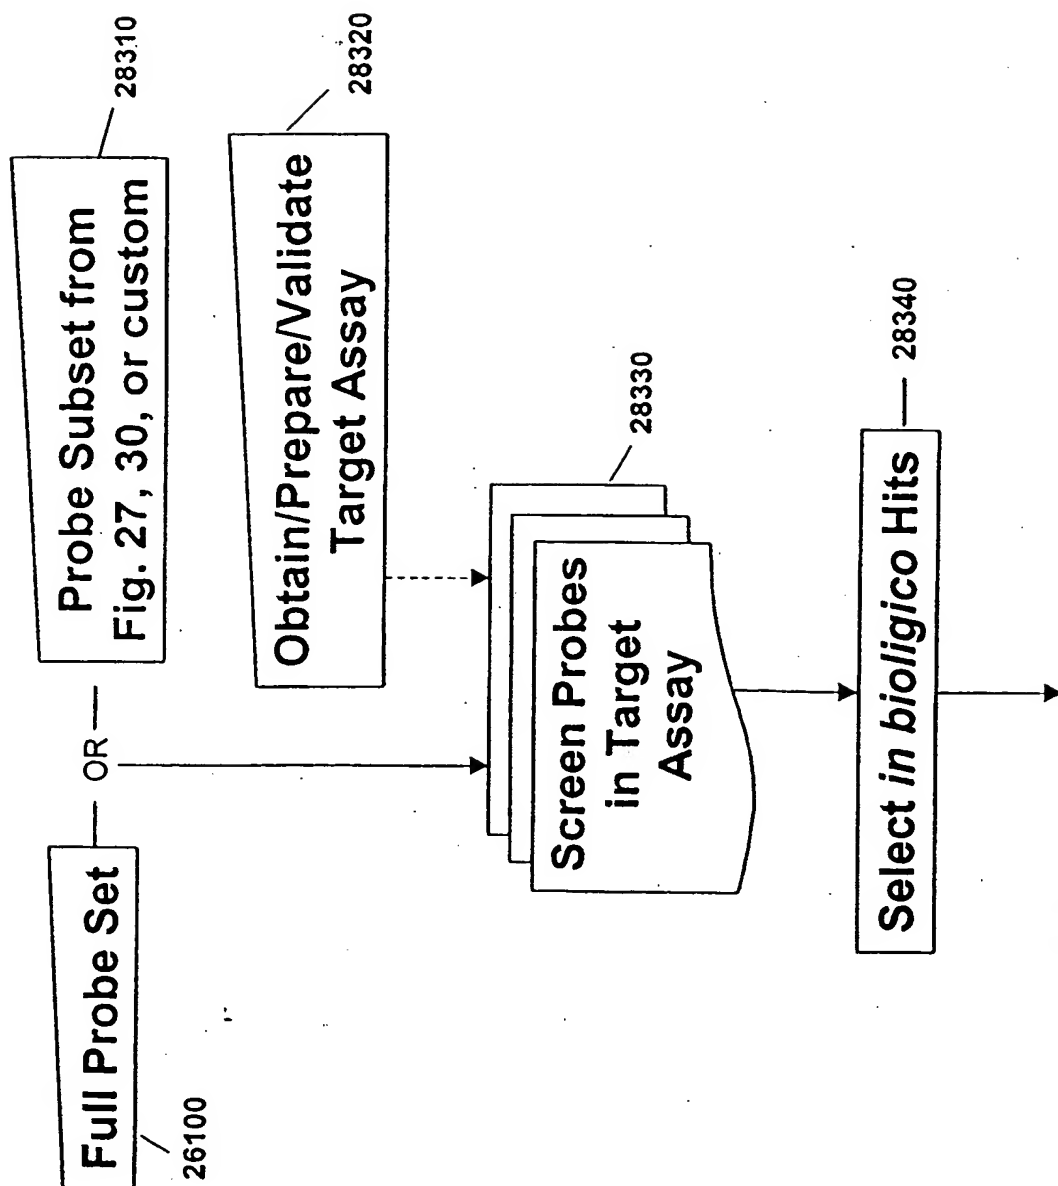 Full Probe Set
26100
OR
Probe Subset from
Fig. 27, 30, or custom
28310
Obtain/Prepare/Validate
Target Assay
28320
Screen Probes
in Target
Assay
28330
Select in bioligico Hits
28340